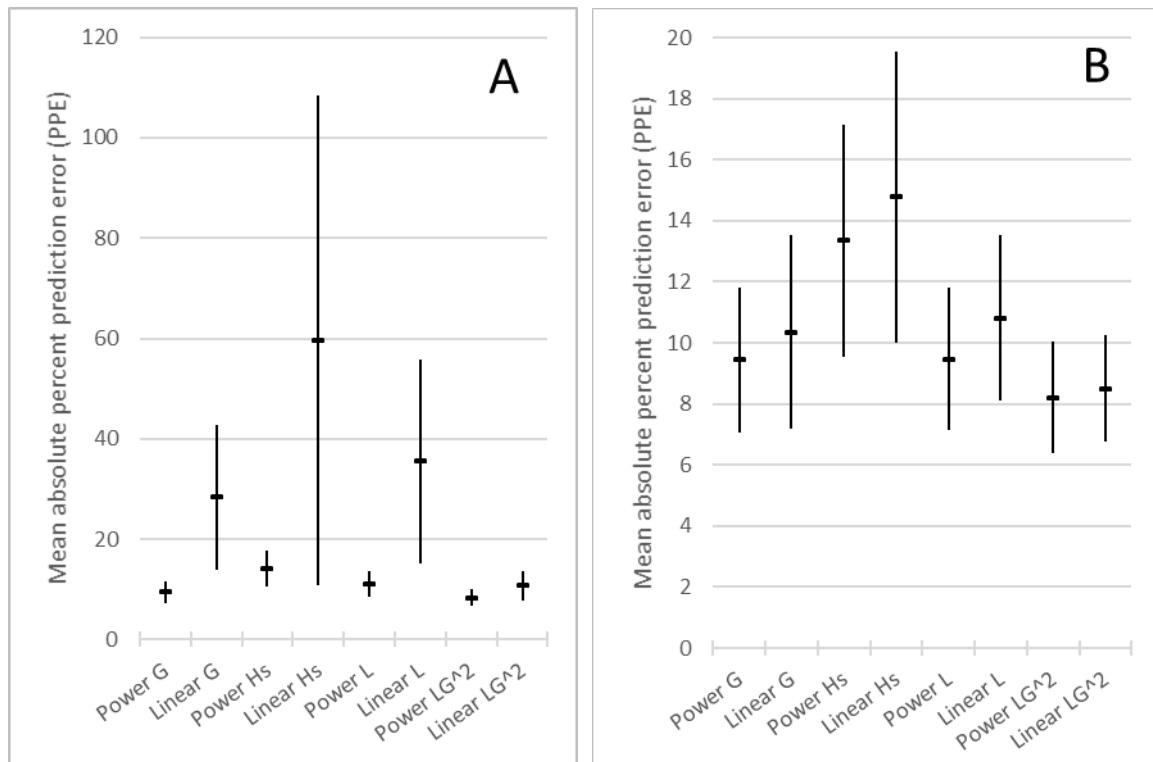 A
Mean absolute percent prediction error (PPE)
120
100
80
60
40
20
0
Power G
Linear G
Power Hs
Linear Hs
Power L
Linear L
Power LG^2
Linear LG^2
B
Mean absolute percent prediction error (PPE)
20
18
16
14
12
10
8
6
4
2
0
Power G
Linear G
Power Hs
Linear Hs
Power L
Linear L
Power LG^2
Linear LG^2